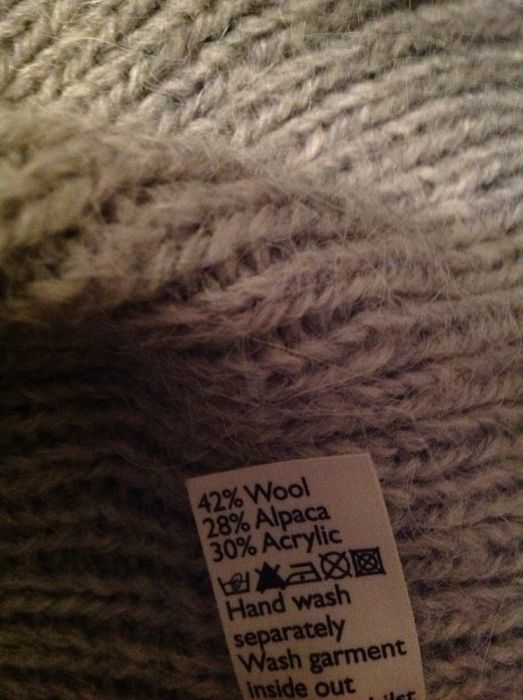 42% Wool
28% Alpaca
30% Acrylic
Hand wash
separately
Wash garment
inside out